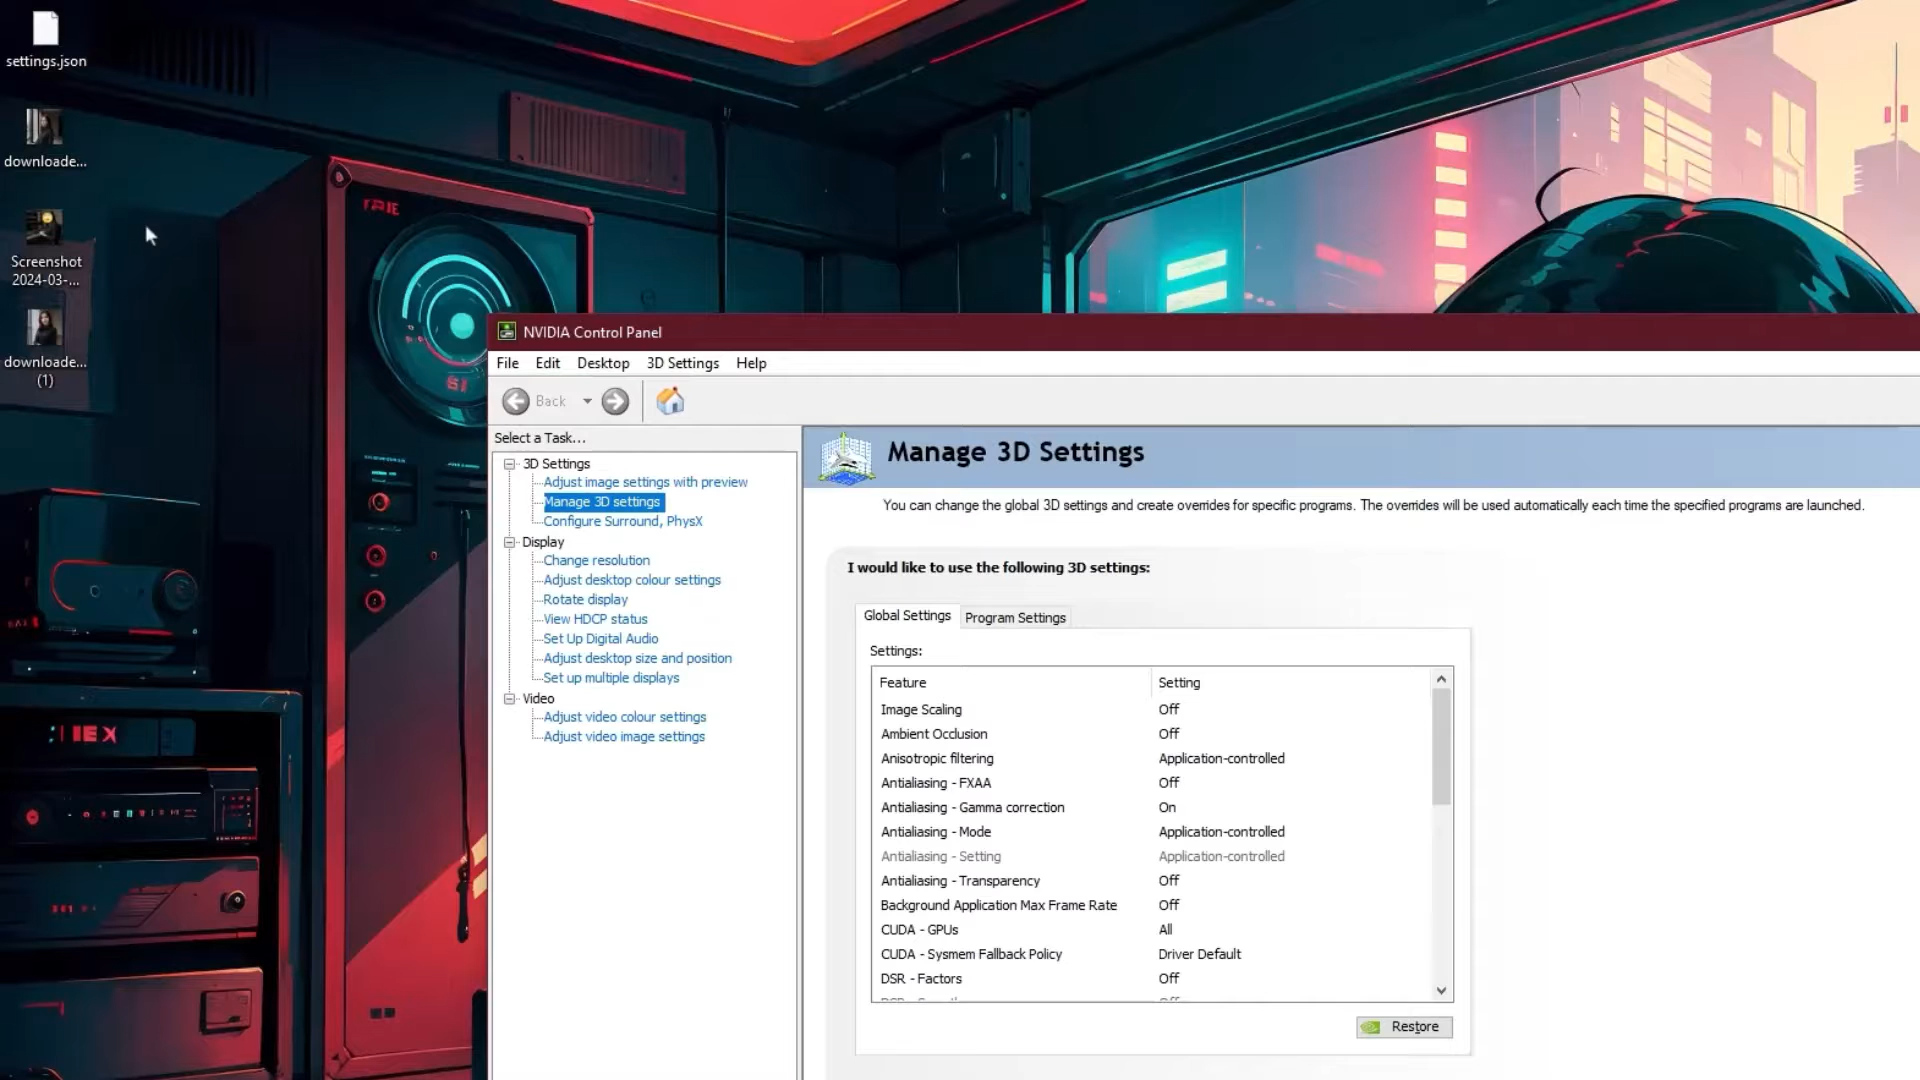 settings.json
downloade...
Screenshot
2024-03-...
downloade...
(1)
NVIDIA Control Panel
File Edit Desktop 3D Settings Help
Back
Select a Task...
3D Settings
Adjust image settings with preview
Manage 3D settings
Configure Surround, PhysX
Display
Change resolution
Adjust desktop colour settings
Rotate display
View HDCP status
Set Up Digital Audio
Adjust desktop size and position
Set up multiple displays
Video
Adjust video colour settings
Adjust video image settings
Manage 3D Settings
You can change the global 3D settings and create overrides for specific programs. The overrides will be used automatically each time the specified programs are launched.
I would like to use the following 3D settings:
Global Settings Program Settings
Settings:
Feature Setting
Image Scaling Off
Ambient Occlusion Off
Anisotropic filtering Application-controlled
Antialiasing - FXAA Off
Antialiasing - Gamma correction On
Antialiasing - Mode Application-controlled
Antialiasing - Setting Application-controlled
Antialiasing - Transparency Off
Background Application Max Frame Rate Off
CUDA - GPUs All
CUDA - Sysmem Fallback Policy Driver Default
DSR - Factors Off
Restore